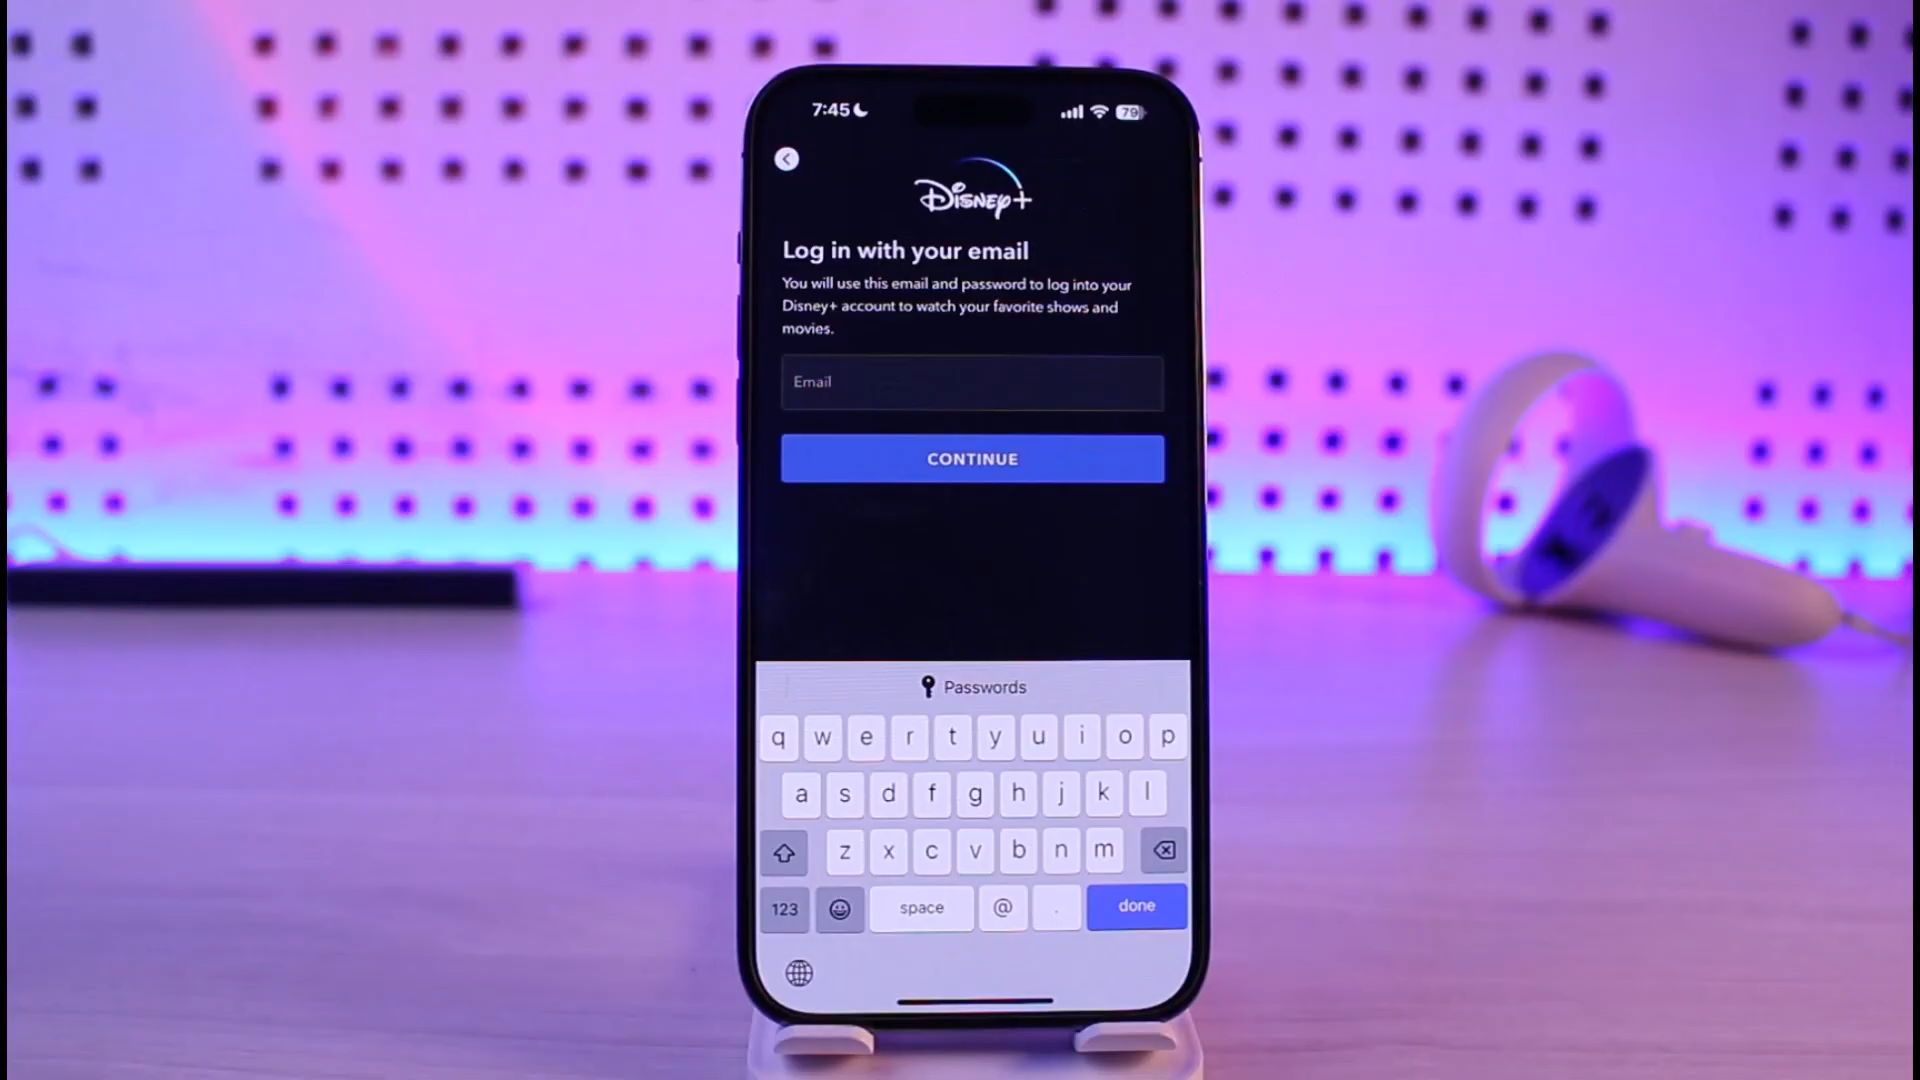 7:45
79
Disney+
Log in with your email
You will use this email and password to log into your
Disney+ account to watch your favorite shows and
movies.
Email
CONTINUE
Passwords
q w e r t y u i o p
a s d f g h j k l
z x c v b n m
123 space @ . done